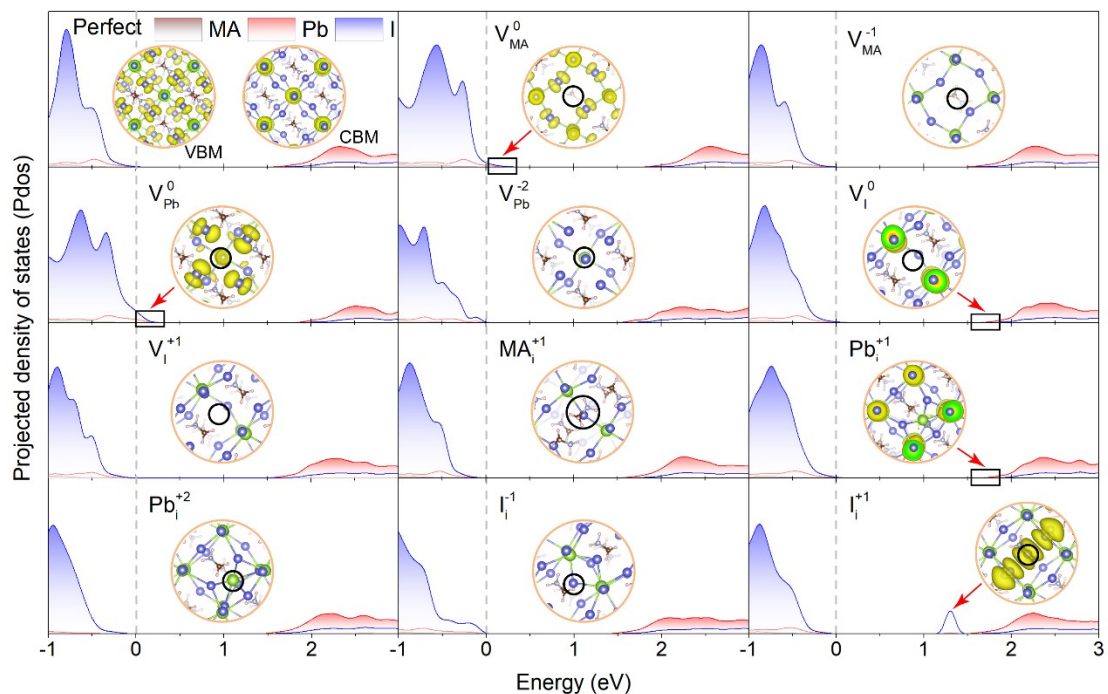 Perfect MA Pb I
VBM
CBM
V_MA^0
V_MA^-1
V_Pb^0
V_Pb^-2
V_I^0
V_I^+1
MA_i^+1
Pb_i^+1
Pb_i^+2
I_i^-1
I_i^+1
Projected density of states (Pdos)
-1 0 1 2 -1 0 1 2 -1 0 1 2 3
Energy (eV)